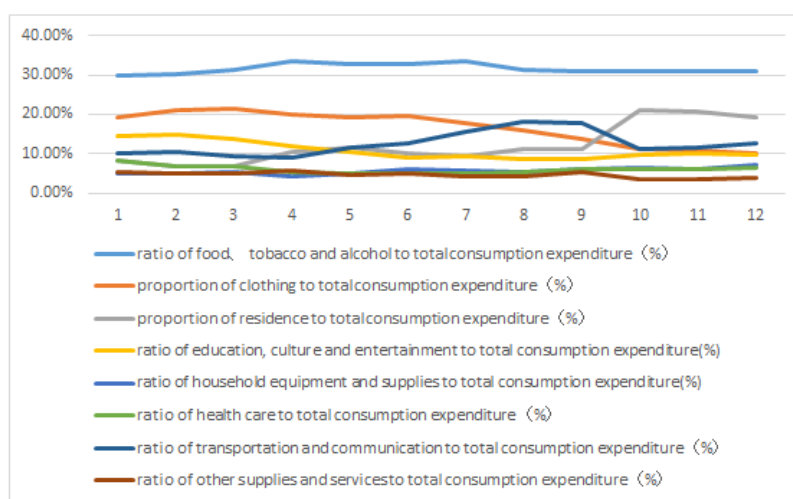 40.00%
30.00%
20.00%
10.00%
0.00%
1 2 3 4 5 6 7 8 9 10 11 12
ratio of food、 tobacco and alcohol to total consumption expenditure（%）
proportion of clothing to total consumption expenditure（%）
proportion of residence to total consumption expenditure（%）
ratio of education, culture and entertainment to total consumption expenditure(%)
ratio of household equipment and supplies to total consumption expenditure(%)
ratio of health care to total consumption expenditure（%）
ratio of transportation and communication to total consumption expenditure（%）
ratio of other supplies and services to total consumption expenditure（%）